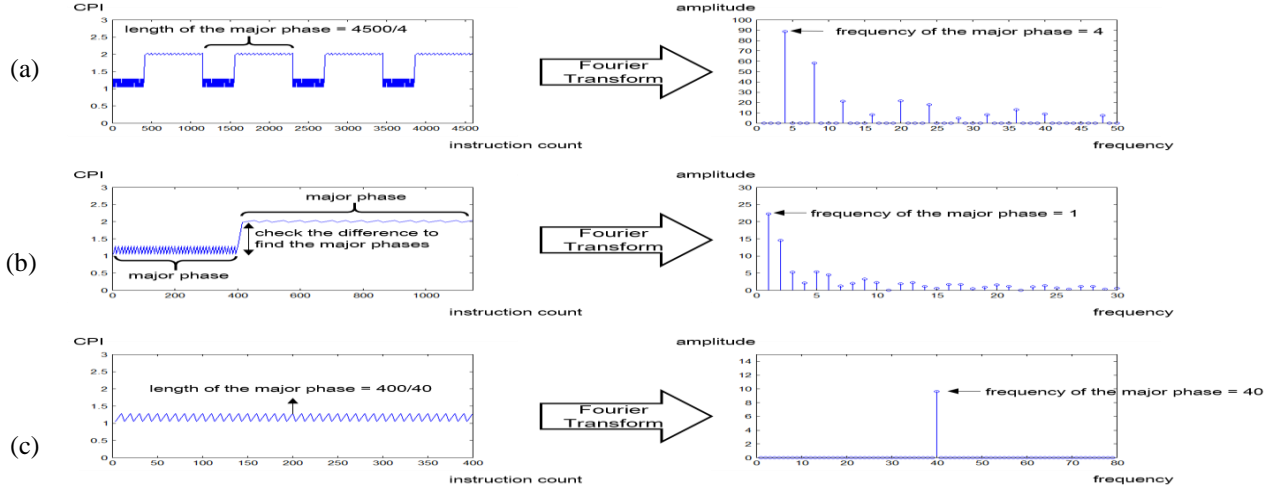 CPI
amplitude
3
2.5
2
1.5
1
0.5
0
length of the major phase = 4500/4
0 500 1000 1500 2000 2500 3000 3500 4000 4500
instruction count
(a)
Fourier
Transform
100
90
80
70
60
50
40
30
20
10
0
frequency of the major phase = 4
0 5 10 15 20 25 30 35 40 45 50
frequency
CPI
amplitude
3
2.5
2
1.5
1
0.5
0
major phase
check the difference to
find the major phases
major phase
0 200 400 600 800 1000
instruction count
(b)
Fourier
Transform
30
25
20
15
10
5
0
frequency of the major phase = 1
0 5 10 15 20 25 30
frequency
CPI
amplitude
3
2.5
2
1.5
1
0.5
0
length of the major phase = 400/40
0 50 100 150 200 250 300 350 400
instruction count
(c)
Fourier
Transform
14
12
10
8
6
4
2
0
frequency of the major phase = 40
0 10 20 30 40 50 60 70 80
frequency